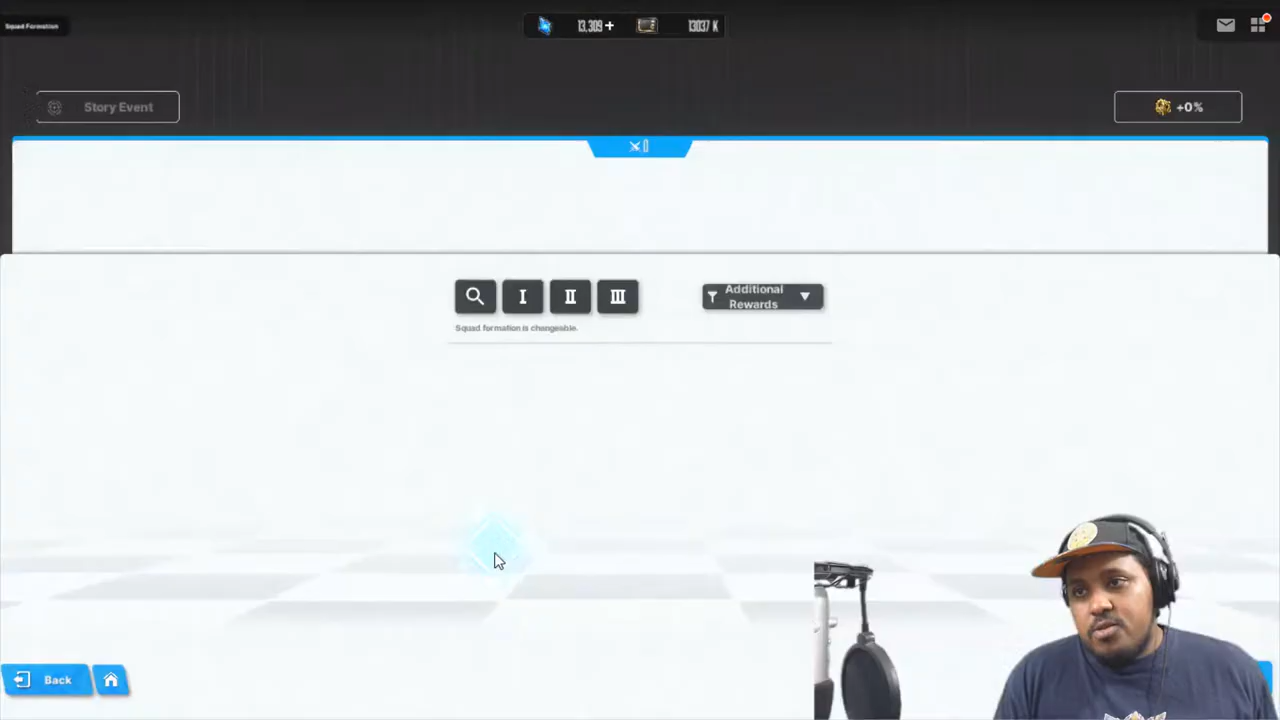 Squad Formation
13,309 +
13037 K
Story Event
+0%
I
II
III
Additional
Rewards
Squad formation is changeable.
Back